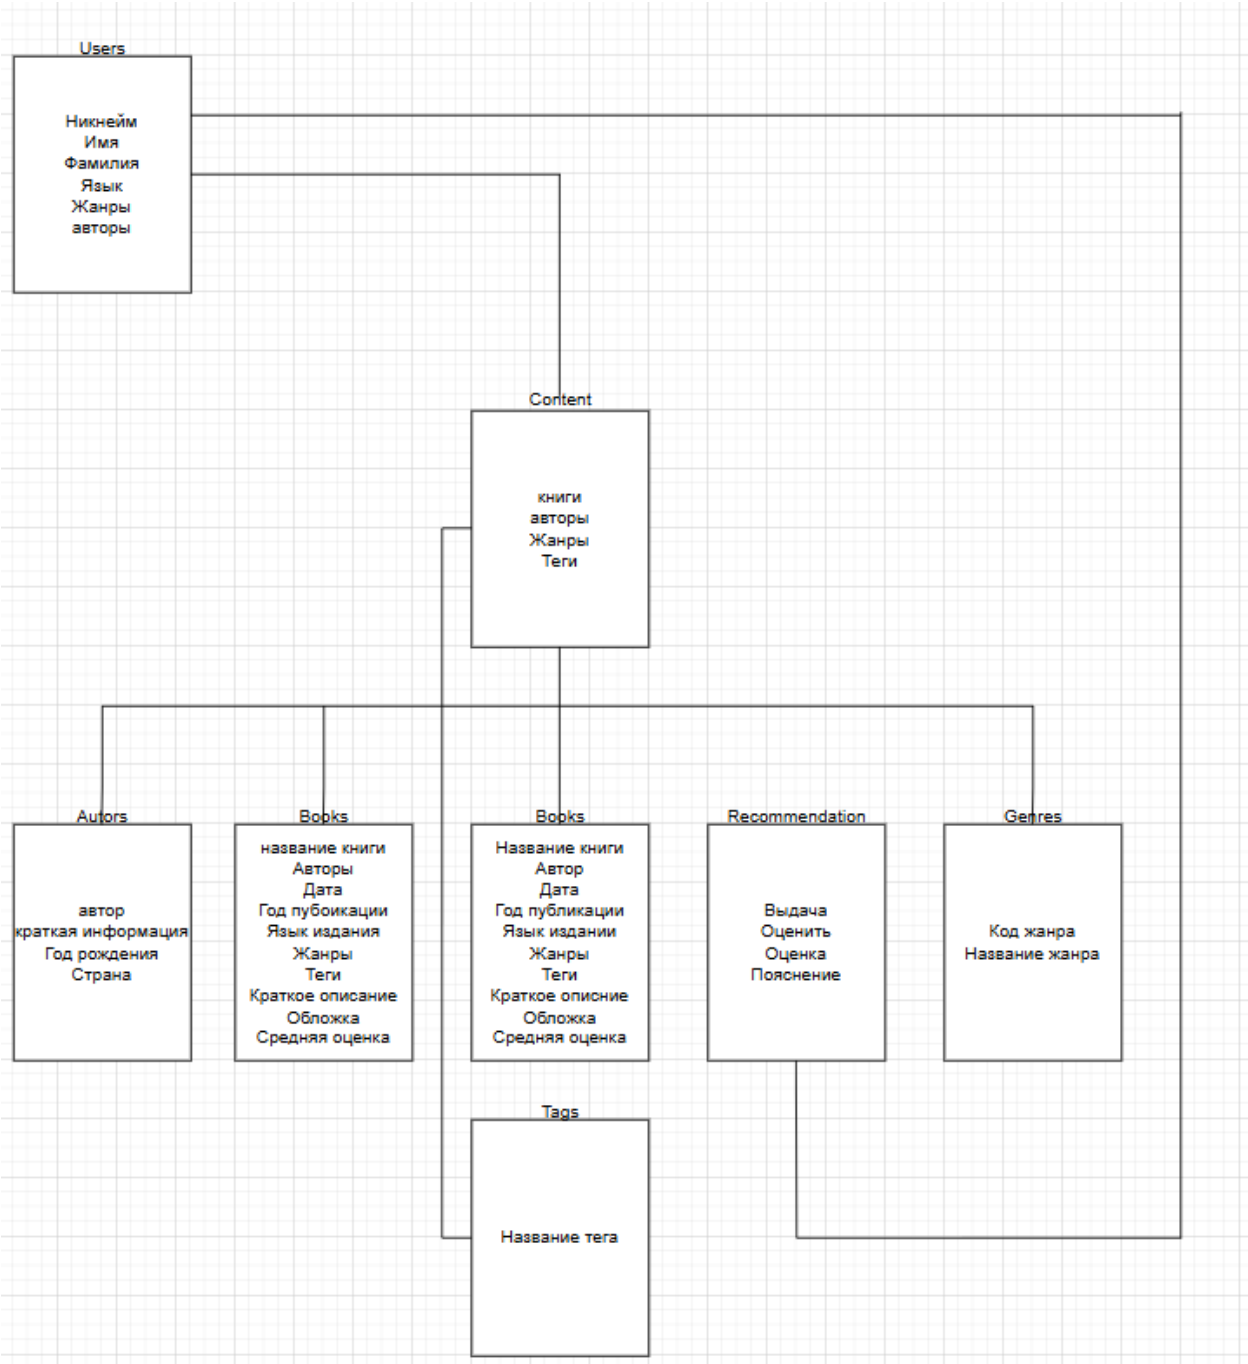 Users
Никнейм
Имя
Фамилия
Язык
Жанры
авторы
Content
книги
авторы
Жанры
Теги
Autors
автор
краткая информация
Год рождения
Страна
Books
название книги
Авторы
Дата
Год пубоикации
Язык издания
Жанры
Теги
Краткое описание
Обложка
Средняя оценка
Books
Название книги
Автор
Дата
Год публикации
Язык издании
Жанры
Теги
Краткое описние
Обложка
Средняя оценка
Recommendation
Выдача
Оценить
Оценка
Пояснение
Genres
Код жанра
Название жанра
Tags
Название тега